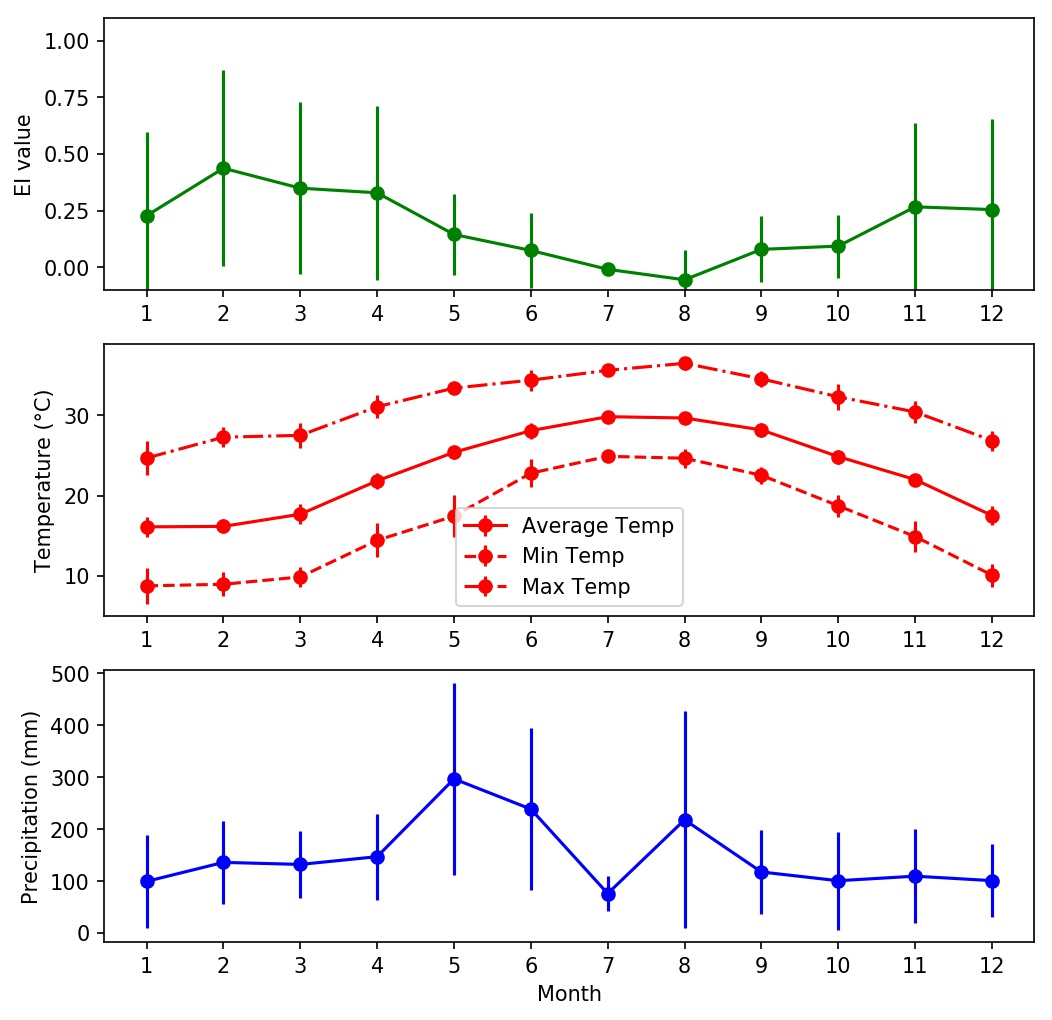 EI value
1.00
0.75
0.50
0.25
0.00
1 2 3 4 5 6 7 8 9 10 11 12
Temperature (°C)
30
20
10
Average Temp
Min Temp
Max Temp
1 2 3 4 5 6 7 8 9 10 11 12
Precipitation (mm)
500
400
300
200
100
0
1 2 3 4 5 6 7 8 9 10 11 12
Month